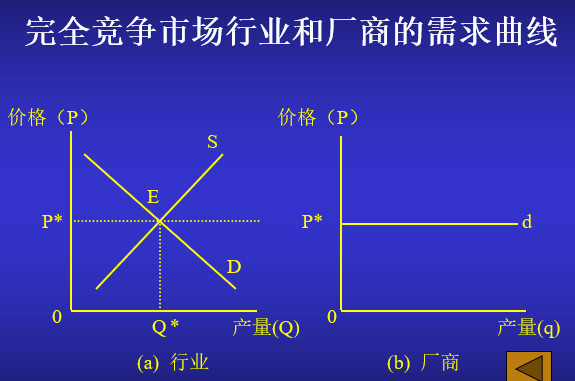 完全竞争市场行业和厂商的需求曲线
价格（P） 价格（P）
S
E
P* P* d
D
0 Q * 产量(Q) 0 产量(q)
(a) 行业 (b) 厂商